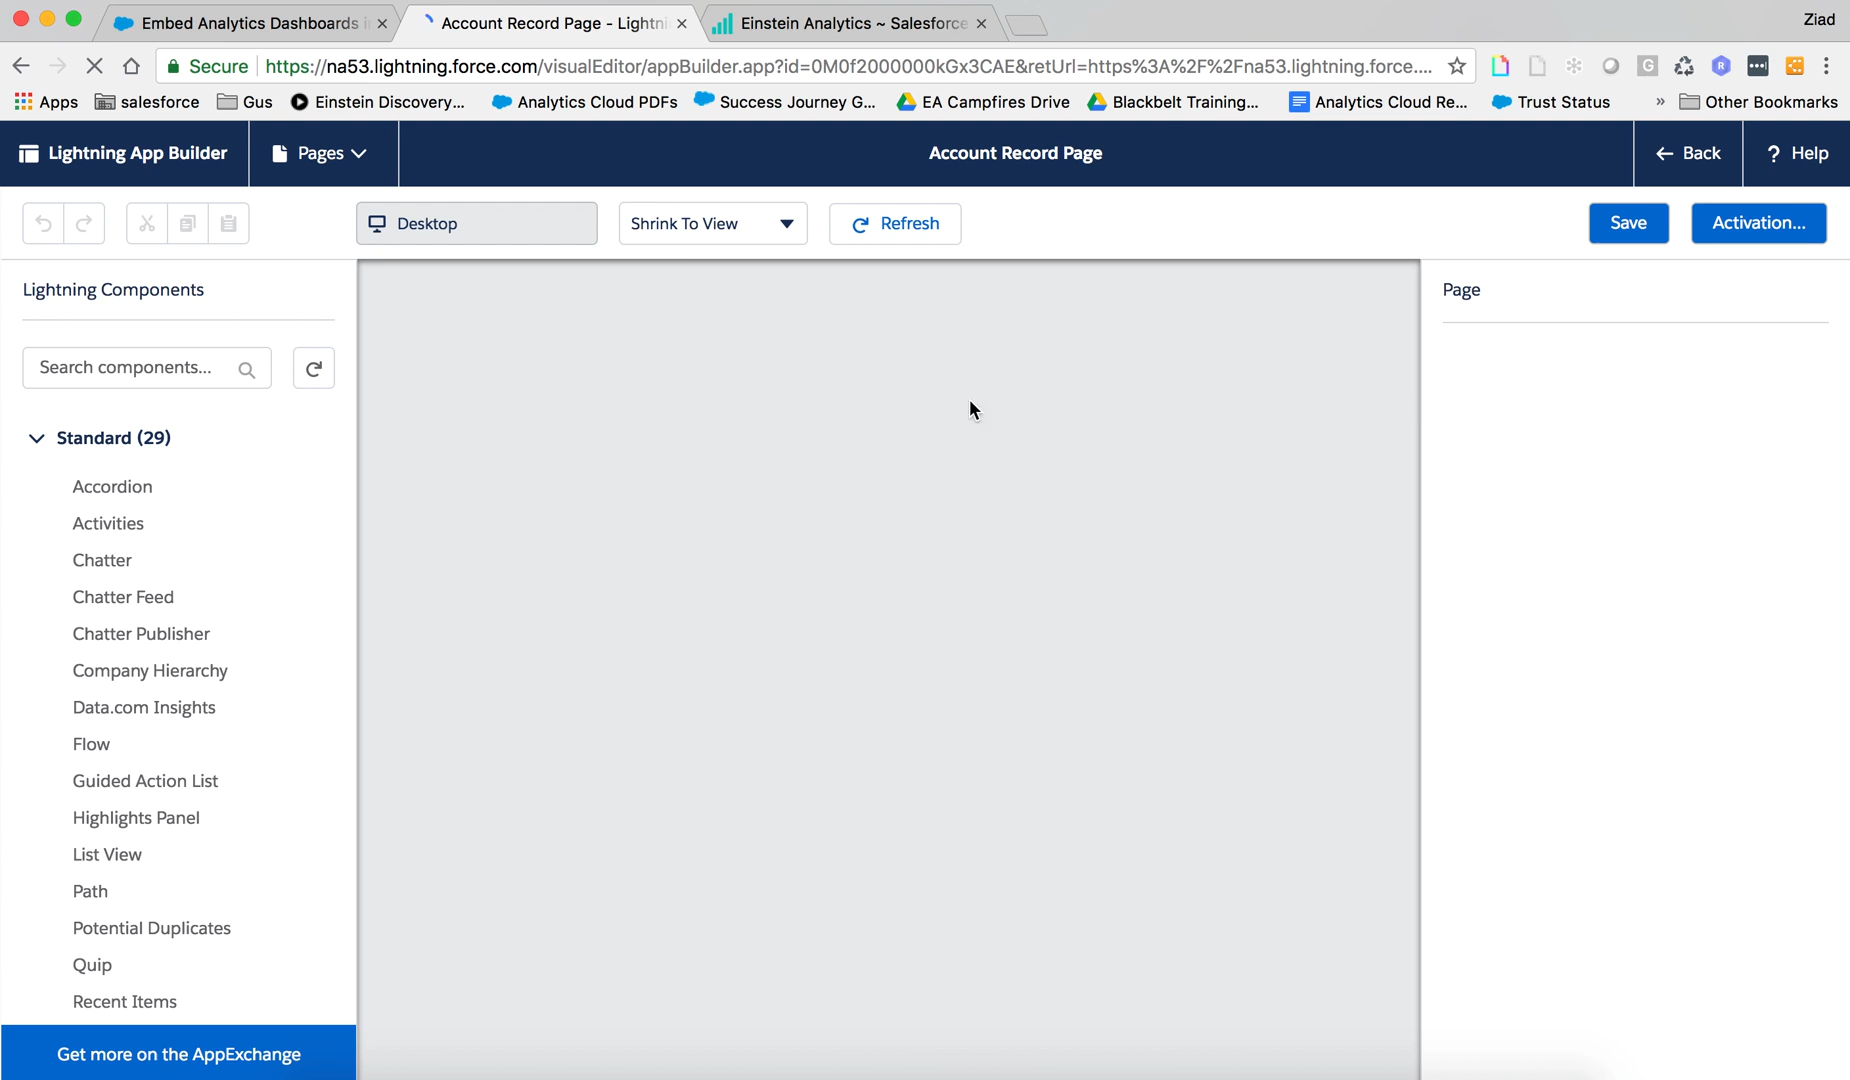 Embed Analytics Dashboards i
Account Record Page - Lightni
Einstein Analytics ~ Salesforce
Ziad
Secure
https://na53.lightning.force.com/visualEditor/appBuilder.app?id=0M0f2000000kGx3CAE&retUrl=https%3A%2F%2Fna53.lightning.force....
G
R
Apps
salesforce
Gus
Einstein Discovery...
Analytics Cloud PDFs
Success Journey G...
EA Campfires Drive
Blackbelt Training...
Analytics Cloud Re...
Trust Status
»
Other Bookmarks
Lightning App Builder
Pages
Account Record Page
Back
? Help
Desktop
Shrink To View
Refresh
Save
Activation...
Lightning Components
Search components...
Standard (29)
Accordion
Activities
Chatter
Chatter Feed
Chatter Publisher
Company Hierarchy
Data.com Insights
Flow
Guided Action List
Highlights Panel
List View
Path
Potential Duplicates
Quip
Recent Items
Get more on the AppExchange
Page